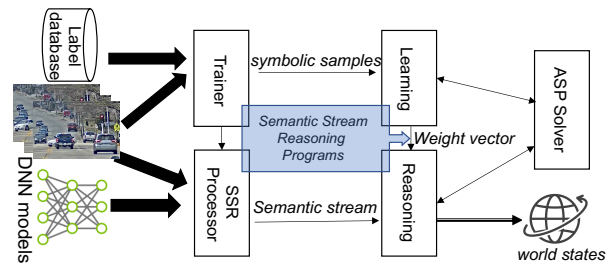 Label
database
Trainer
symbolic samples
Learning
ASP Solver
Semantic Stream
Reasoning
Programs
Weight vector
DNN models
SSR
Processor
Semantic stream
Reasoning
world states